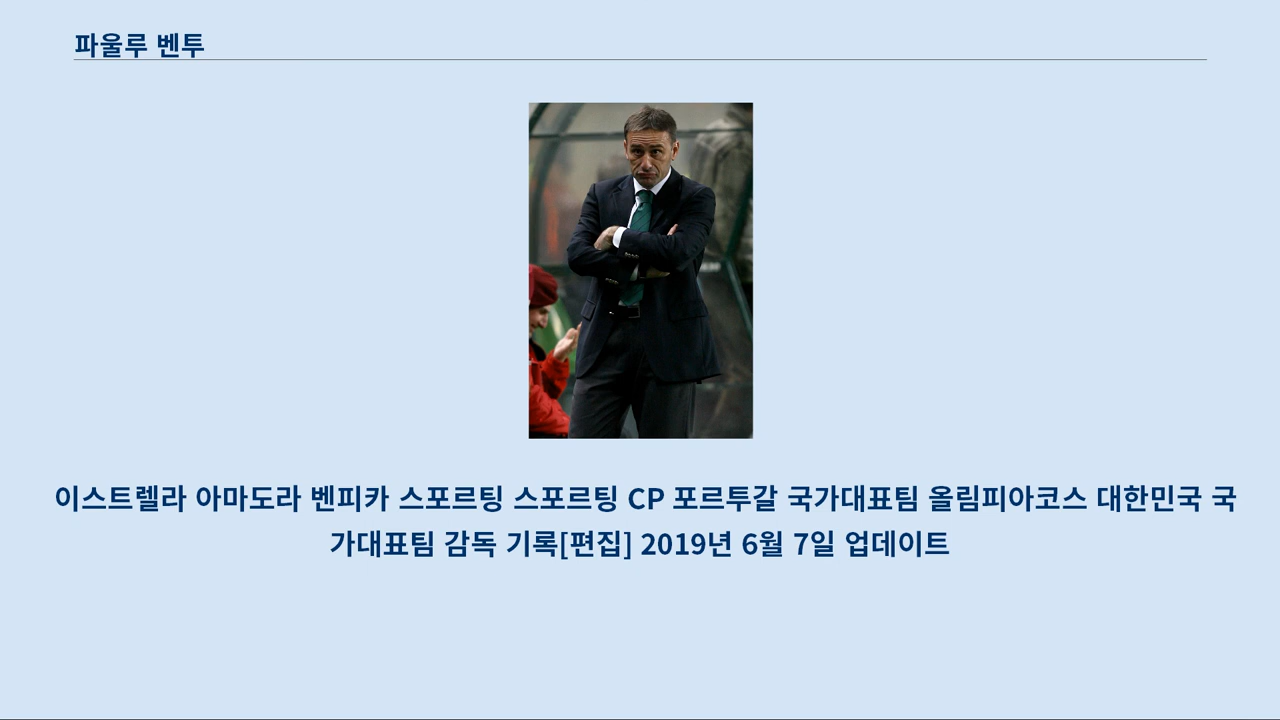 파울루 벤투
이스트렐라 아마도라 벤피카 스포르팅 스포르팅 CP 포르투갈 국가대표팀 올림피아코스 대한민국 국
가대표팀 감독 기록[편집] 2019년 6월 7일 업데이트